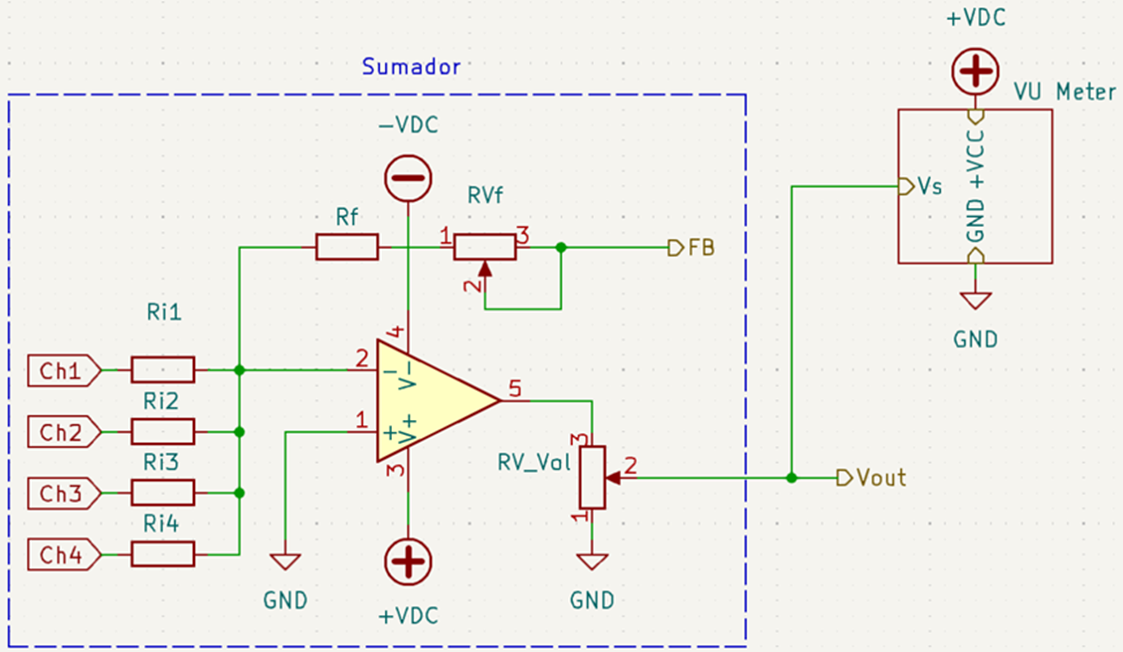 +VDC
Sumador
VU Meter
-VDC
+VCC
Vs
GND
RVf
Rf
1
3
FB
2
Ri1
4
GND
Ch1
2
-
V-
5
Ri2
Ch2
1
+
V+
3
Ri3
RV_Vol
2
Vout
Ch3
3
Ri4
1
Ch4
GND
GND
+VDC